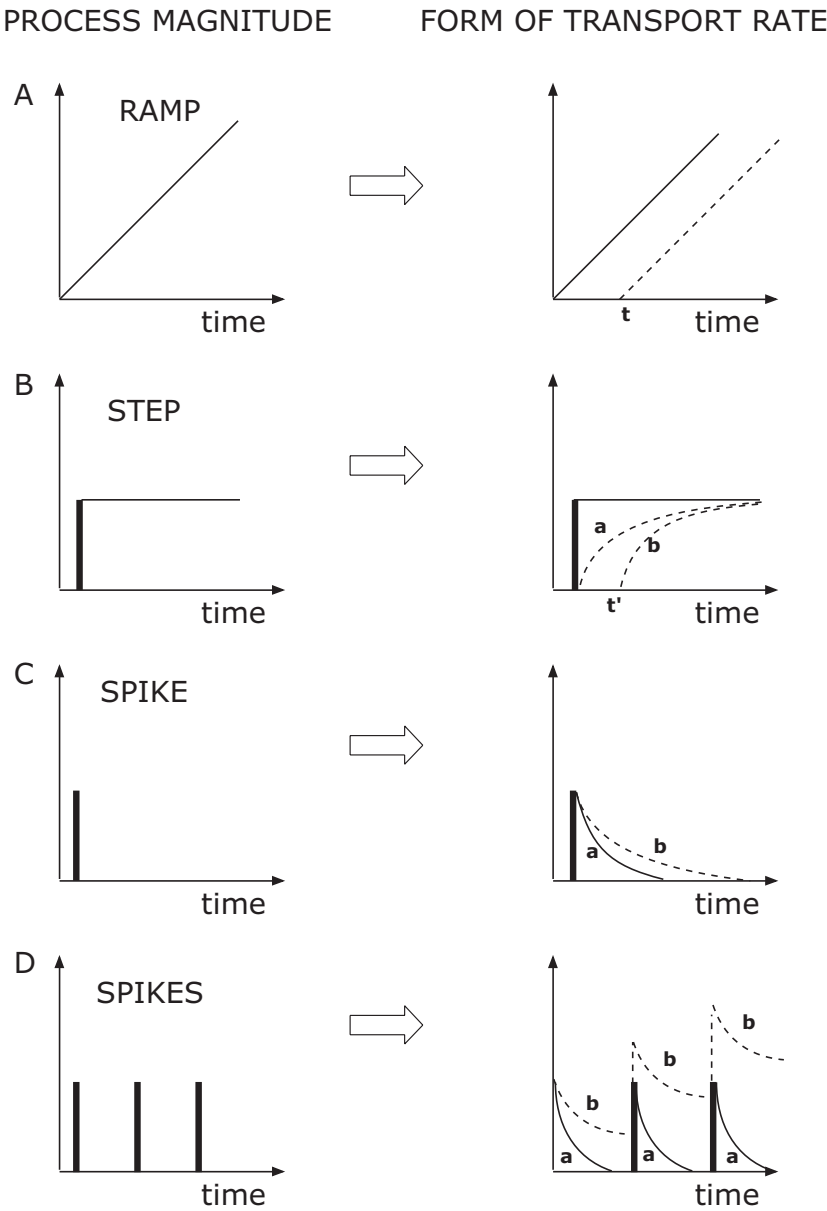 PROCESS MAGNITUDE FORM OF TRANSPORT RATE
A RAMP
t
time time
B STEP
a
b
t'
time time
C SPIKE
b
a
time time
D SPIKES
b
b
b
a a a
time time